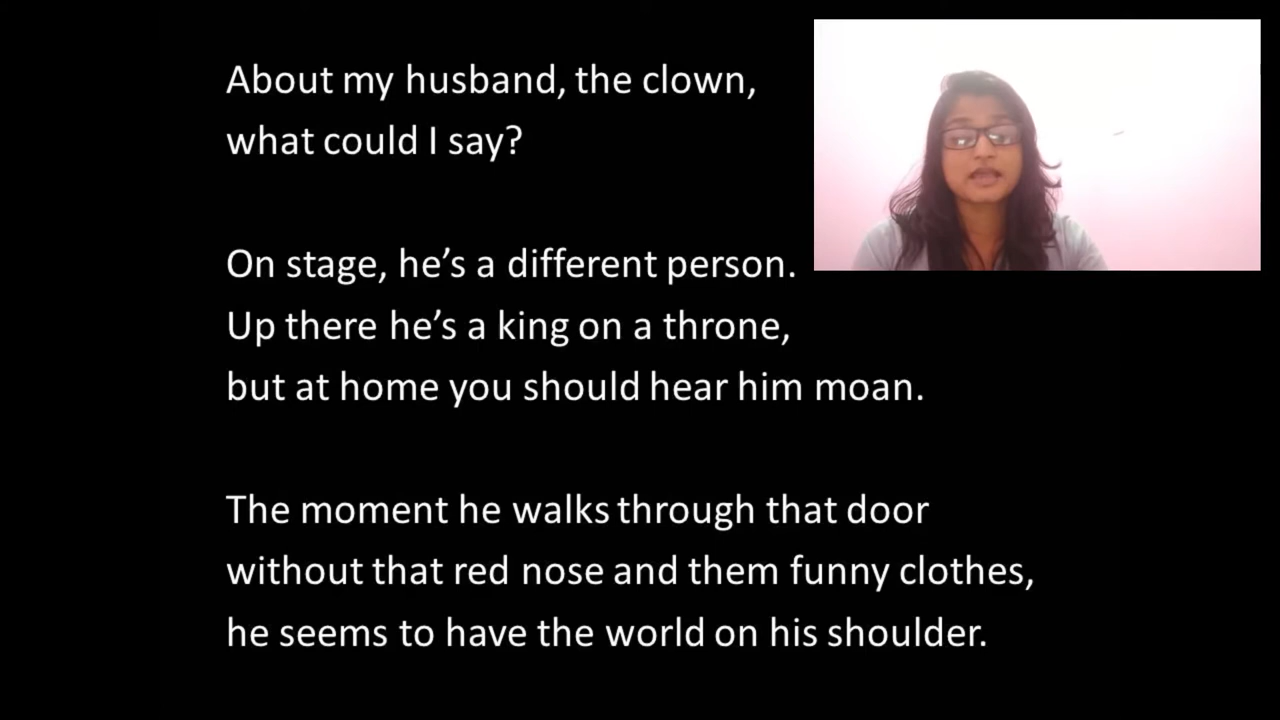 About my husband, the clown,
what could I say?
On stage, he’s a different person.
Up there he’s a king on a throne,
but at home you should hear him moan.
The moment he walks through that door
without that red nose and them funny clothes,
he seems to have the world on his shoulder.